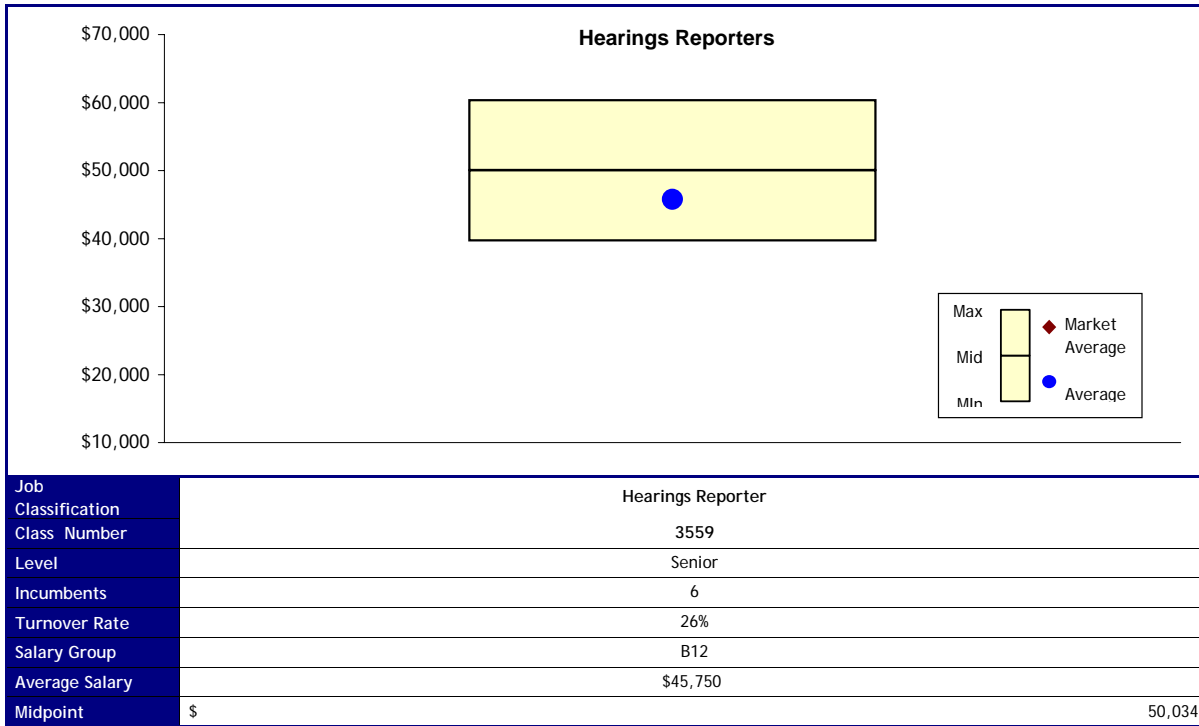 Hearings Reporters
$70,000
$60,000
$50,000
$40,000
$30,000
$20,000
$10,000
Max
Mid
MIn
Market
Average
Average
Job
Classification
Hearings Reporter
Class Number 3559
Level Senior
Incumbents 6
Turnover Rate 26%
Salary Group B12
Average Salary $45,750
Midpoint $ 50,034